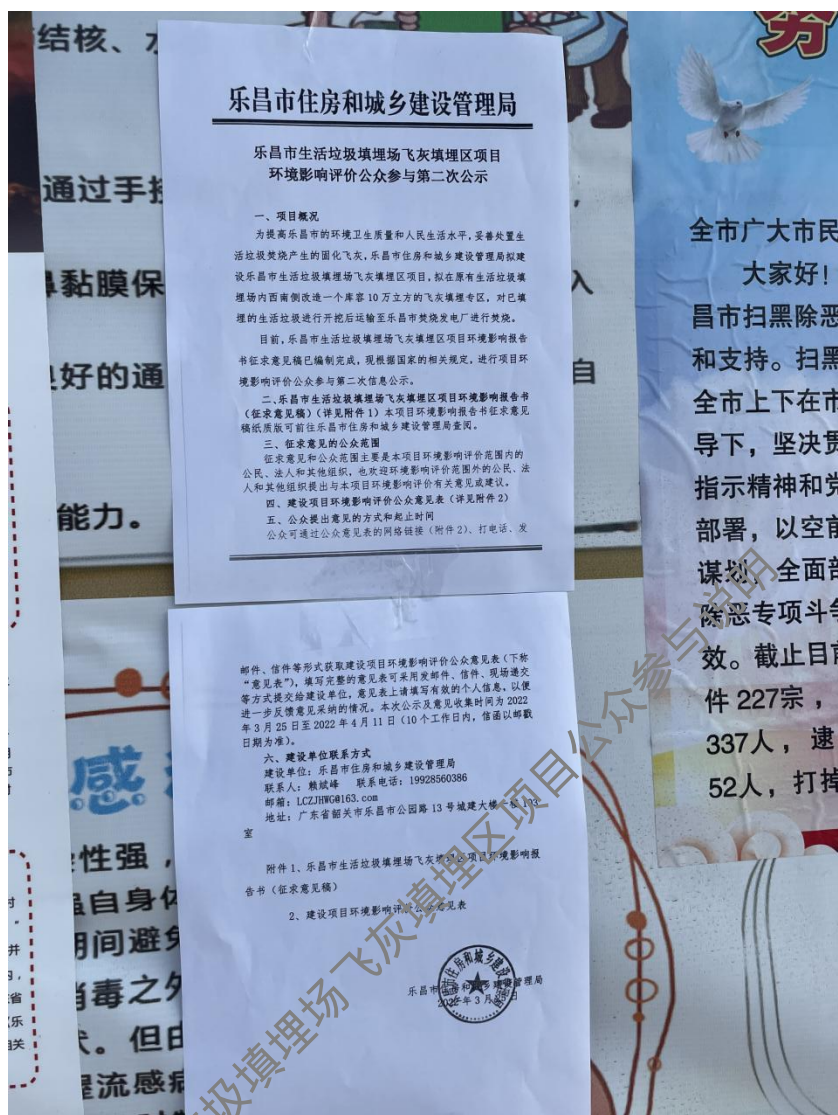 结核、
通过手
鼻黏膜保
入
好的通
自
能力。
感
性强，
强自身体
期间避免
消毒之外
。但由
流感病
乐昌市住房和城乡建设管理局
乐昌市生活垃圾填埋场飞灰填埋区项目
环境影响评价公众参与第二次公示
一、项目概况
为提高乐昌市的环境卫生质量和人民生活水平，妥善处置生
活垃圾焚烧产生的固化飞灰，乐昌市住房和城乡建设管理局拟建
设乐昌市生活垃圾填埋场飞灰填埋区项目，拟在原有生活垃圾填
埋场内西南侧改造一个库容10万立方的飞灰填埋专区，对已填
埋的生活垃圾进行开挖后运输至乐昌市焚烧发电厂进行焚烧。
目前，乐昌市生活垃圾填埋场飞灰填埋区项目环境影响报告
书征求意见稿已编制完成，现根据国家的相关规定，进行项目环
境影响评价公众参与第二次信息公示。
二、乐昌市生活垃圾填埋场飞灰填埋区项目环境影响报告书
（征求意见稿）（详见附件1）本项目环境影响报告书征求意见
稿纸质版可前往乐昌市住房和城乡建设管理局查阅。
三、征求意见的公众范围
征求意见和公众范围主要是本项目环境影响评价范围内的
公民、法人和其他组织，也欢迎环境影响评价范围外的公民、法
人和其他组织提出与本项目环境影响评价有关意见或建议。
四、建设项目环境影响评价公众意见表（详见附件2）
五、公众提出意见的方式和起止时间
公众可通过公众意见表的网络链接（附件2）、打电话、发
邮件、信件等形式获取建设项目环境影响评价公众意见表（下称
“意见表”），填写完整的意见表可采用发邮件、信件、现场递交
等方式提交给建设单位，意见表上请填写有效的个人信息，以便
进一步反馈意见采纳的情况。本次公示及意见收集时间为2022
年3月25日至2022年4月11日（10个工作日内，信函以邮戳
日期为准）。
六、建设单位联系方式
建设单位：乐昌市住房和城乡建设管理局
联系人：赖斌峰 联系电话：19928560386
邮箱：LCZJHWG@163.com
地址：广东省韶关市乐昌市公园路13号城建大楼一楼103
室
附件1、乐昌市生活垃圾填埋场飞灰填埋区项目环境影响报
告书（征求意见稿）
2、建设项目环境影响评价公众意见表
乐昌市住房和城乡建设管理局
年3月 日
全市广大市民
大家好！
昌市扫黑除恶
和支持。扫黑
全市上下在市
导下，坚决贯
指示精神和党
部署，以空前
谋划，全面部
除恶专项斗争
效。截止目前
件227宗，
337人，逮
52人，打掉
圾填埋场飞灰填埋区项目公众参与说明